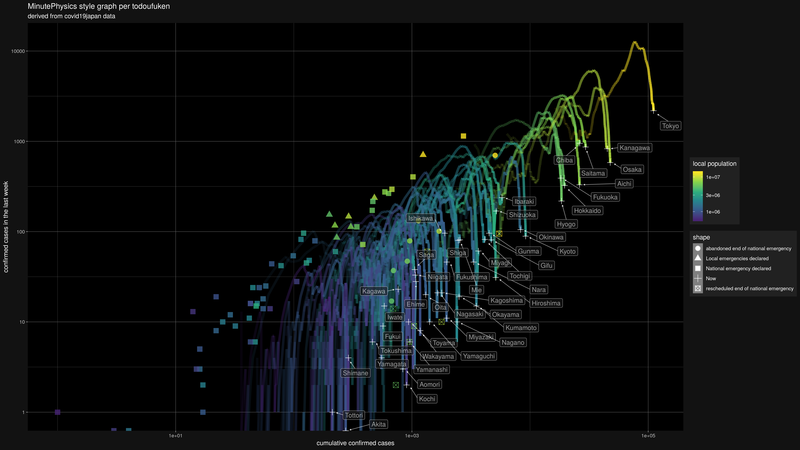 MinutePhysics style graph per todoufuken
derived from covid19japan data
confirmed cases in the last week
10000
1000
100
10
1
Tokyo
Kanagawa
Chiba
Saitama
Osaka
Aichi
Fukuoka
Ibaraki
Hokkaido
Shizuoka
Ishikawa
Hyogo
Okinawa
Kyoto
Gunma
Saga
Shiga
Miyagi
Gifu
Niigata
Fukushima
Tochigi
Kagawa
Mie
Nara
Ehime
Oita
Kagoshima
Hiroshima
Iwate
Nagasaki
Okayama
Kumamoto
Fukui
Toyama
Miyazaki
Nagano
Tokushima
Wakayama
Yamaguchi
Yamagata
Yamanashi
Shimane
Aomori
Kochi
Tottori
Akita
1e+01
1e+03
1e+05
cumulative confirmed cases
local population
1e+07
3e+06
1e+06
shape
abandoned end of national emergency
Local emergencies declared
National emergency declared
Now
rescheduled end of national emergency